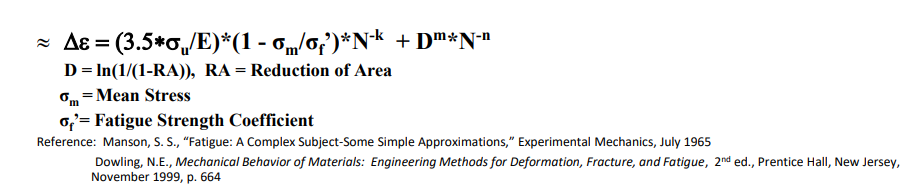 ≈ Δε = (3.5*σᵤ/E)*(1 - σₘ/σf’)*N⁻ᵏ + Dᵐ*N⁻ⁿ
D = ln(1/(1-RA)), RA = Reduction of Area
σₘ = Mean Stress
σf’= Fatigue Strength Coefficient
Reference: Manson, S. S., “Fatigue: A Complex Subject-Some Simple Approximations,” Experimental Mechanics, July 1965
Dowling, N.E., Mechanical Behavior of Materials: Engineering Methods for Deformation, Fracture, and Fatigue, 2ⁿᵈ ed., Prentice Hall, New Jersey,
November 1999, p. 664